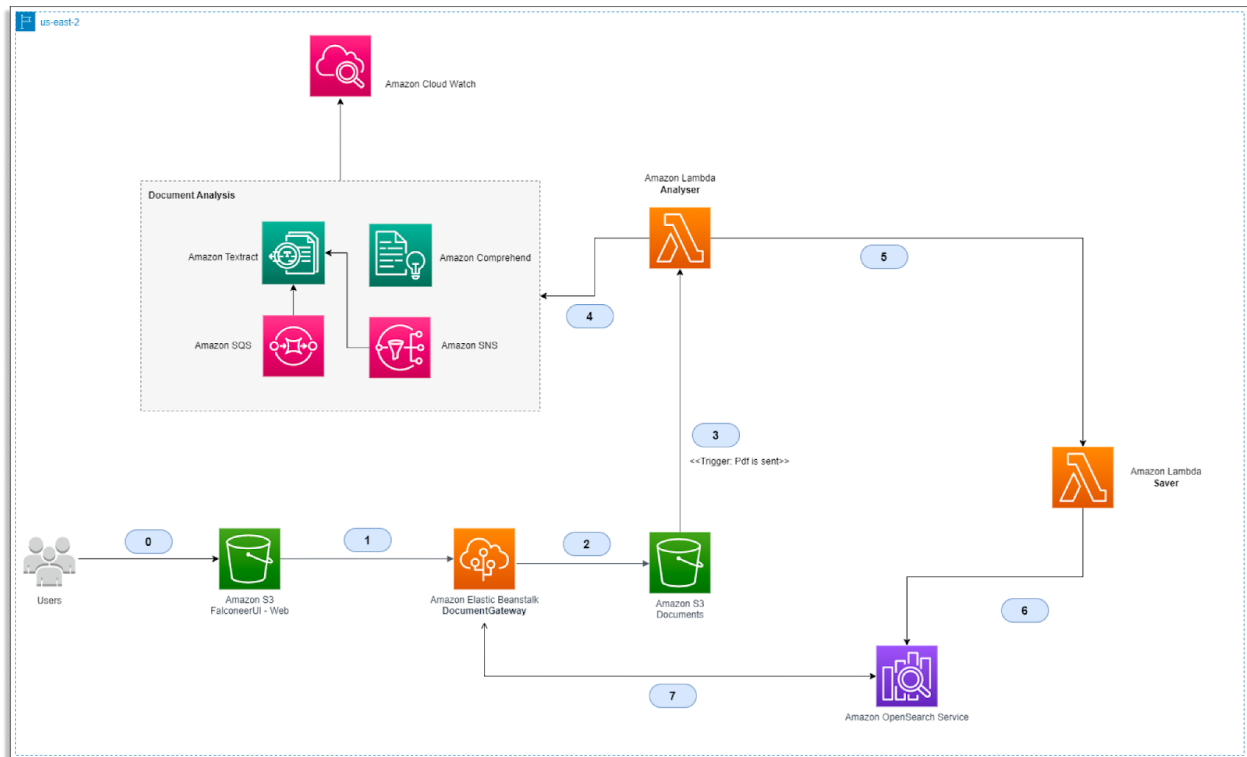 us-east-2
Amazon Cloud Watch
Document Analysis
Amazon Textract
Amazon Comprehend
Amazon SQS
Amazon SNS
4
Amazon Lambda
Analyser
5
3
<<Trigger: Pdf is sent>>
Amazon Lambda
Saver
Users
0
Amazon S3
FalconeerUI - Web
1
Amazon Elastic Beanstalk
DocumentGateway
2
Amazon S3
Documents
6
7
Amazon OpenSearch Service